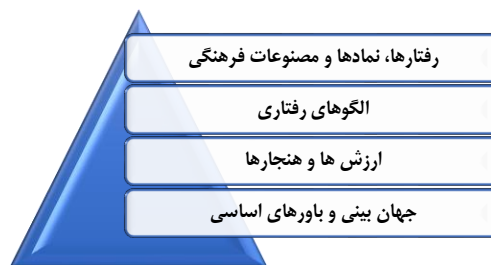 رفتارها، نمادها و مصنوعات فرهنگی
الگوهای رفتاری
ارزش ها و هنجارها
جهان بینی و باورهای اساسی